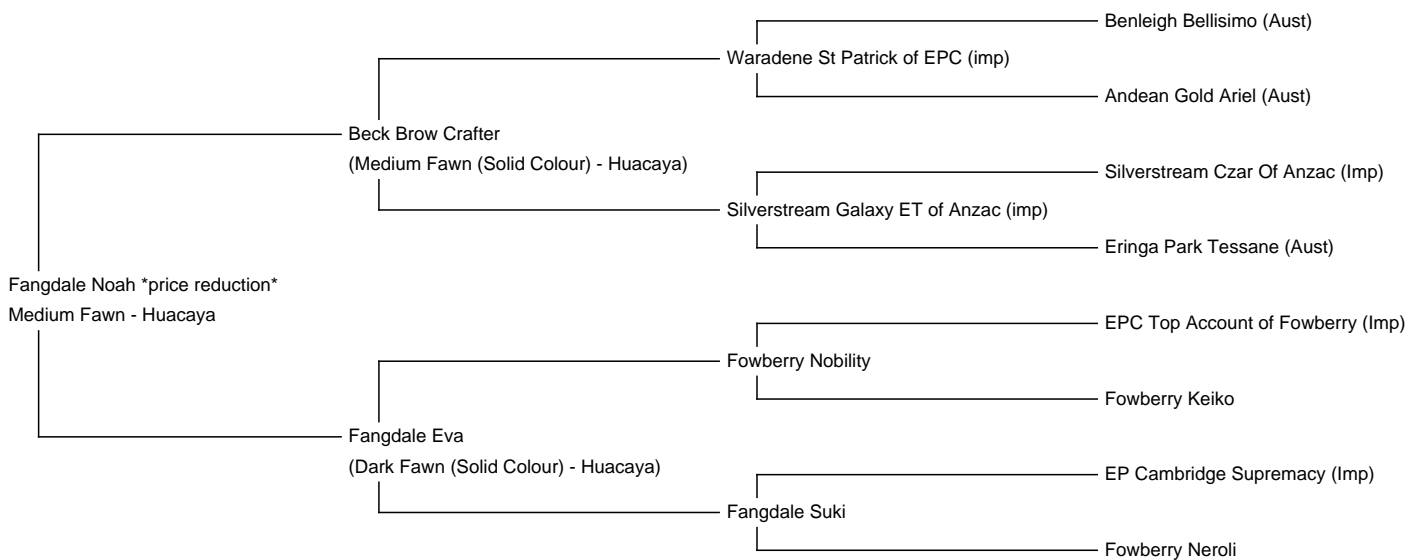 Benleigh Bellisimo (Aust)
Waradene St Patrick of EPC (imp)
Andean Gold Ariel (Aust)
Beck Brow Crafter
(Medium Fawn (Solid Colour) - Huacaya)
Silverstream Czar Of Anzac (Imp)
Silverstream Galaxy ET of Anzac (imp)
Eringa Park Tessane (Aust)
Fangdale Noah *price reduction*
Medium Fawn - Huacaya
EPC Top Account of Fowberry (Imp)
Fowberry Nobility
Fowberry Keiko
Fangdale Eva
(Dark Fawn (Solid Colour) - Huacaya)
EP Cambridge Supremacy (Imp)
Fangdale Suki
Fowberry Neroli